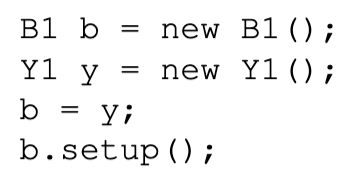 B1 b = new B1();
Y1 y = new Y1();
b = y;
b.setup();